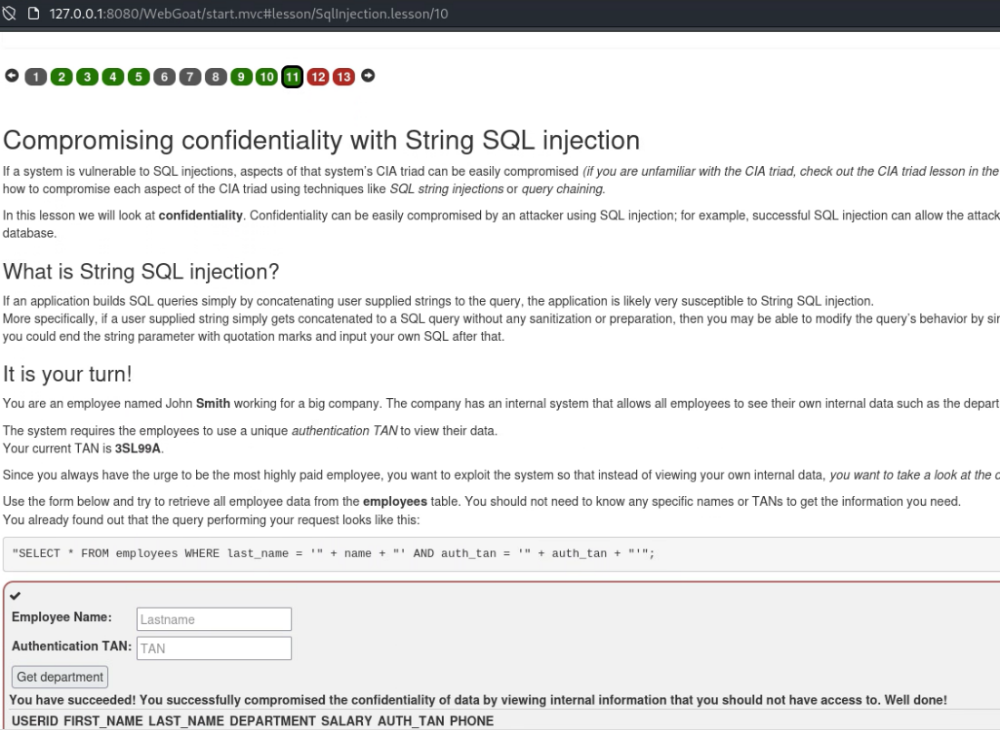 127.0.0.1:8080/WebGoat/start.mvc#lesson/SqlInjection.lesson/10
1 2 3 4 5 6 7 8 9 10 11 12 13
Compromising confidentiality with String SQL injection
If a system is vulnerable to SQL injections, aspects of that system's CIA triad can be easily compromised (if you are unfamiliar with the CIA triad, check out the CIA triad lesson in the
how to compromise each aspect of the CIA triad using techniques like SQL string injections or query chaining.
In this lesson we will look at confidentiality. Confidentiality can be easily compromised by an attacker using SQL injection; for example, successful SQL injection can allow the attack
database.
What is String SQL injection?
If an application builds SQL queries simply by concatenating user supplied strings to the query, the application is likely very susceptible to String SQL injection.
More specifically, if a user supplied string simply gets concatenated to a SQL query without any sanitization or preparation, then you may be able to modify the query's behavior by sir
you could end the string parameter with quotation marks and input your own SQL after that.
It is your turn!
You are an employee named John Smith working for a big company. The company has an internal system that allows all employees to see their own internal data such as the depart
The system requires the employees to use a unique authentication TAN to view their data.
Your current TAN is 3SL99A.
Since you always have the urge to be the most highly paid employee, you want to exploit the system so that instead of viewing your own internal data, you want to take a look at the
Use the form below and try to retrieve all employee data from the employees table. You should not need to know any specific names or TANs to get the information you need.
You already found out that the query performing your request looks like this:
"SELECT * FROM employees WHERE last_name = '" + name + "' AND auth_tan = '" + auth_tan + "'";
Employee Name: Lastname
Authentication TAN: TAN
Get department
You have succeeded! You successfully compromised the confidentiality of data by viewing internal information that you should not have access to. Well done!
USERID FIRST_NAME LAST_NAME DEPARTMENT SALARY AUTH_TAN PHONE